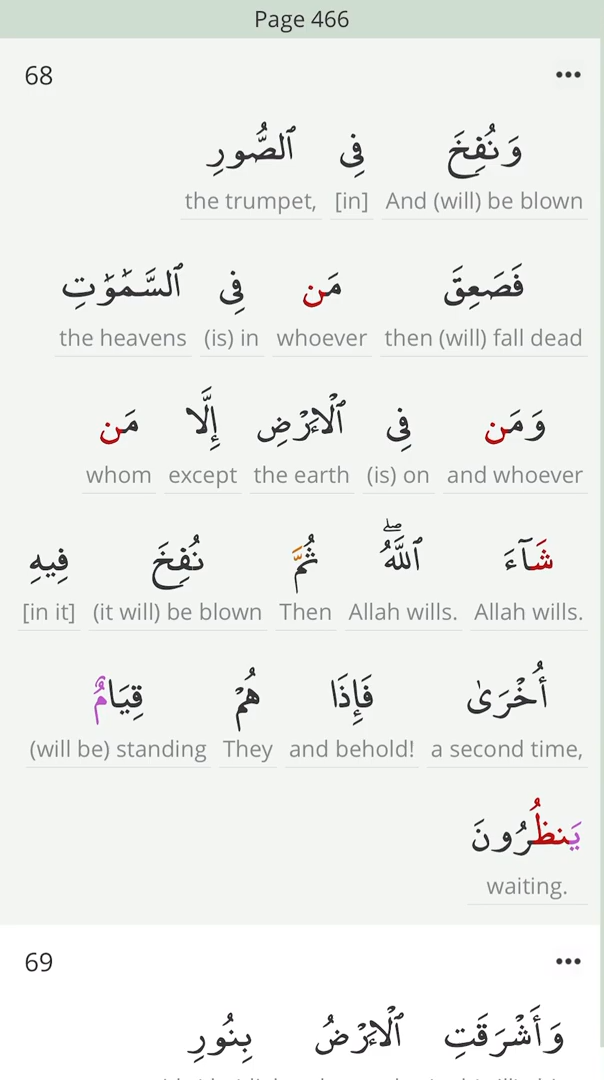 Page 466
68
وَنُفِخَ فِى ٱلصُّورِ
And (will) be blown [in] the trumpet,
فَصَعِقَ مَن فِى ٱلسَّمَٰوَٰتِ
then (will) fall dead whoever (is) in the heavens
وَمَن فِى ٱلْأَرْضِ إِلَّا مَن
and whoever (is) on the earth except whom
شَآءَ ٱللَّهُ ۖ ثُمَّ نُفِخَ فِيهِ
Allah wills. Allah wills. Then (it will) be blown [in it]
أُخْرَىٰ فَإِذَا هُمْ قِيَامٌ
a second time, and behold! They (will be) standing
يَنظُرُونَ
waiting.
69
وَأَشْرَقَتِ ٱلْأَرْضُ بِنُورِ